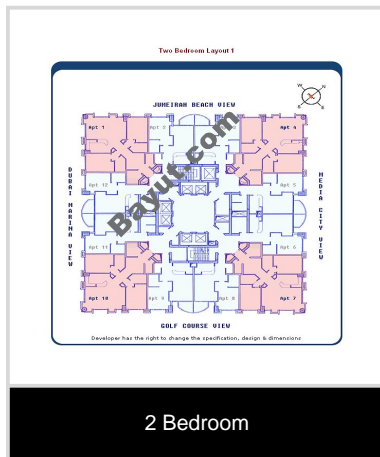 Two Bedroom Layout 1
W N
S E
JUMEIRAH BEACH VIEW
Apt 1
Apt 2
Apt 4
Apt 12
Apt 5
DUBAI MARINA VIEW
MEDIA CITY VIEW
Bayut.com
Apt 11
Apt 6
Apt 10
Apt 9
Apt 8
Apt 7
GOLF COURSE VIEW
Developer has the right to change the specification, design & dimensions
2 Bedroom